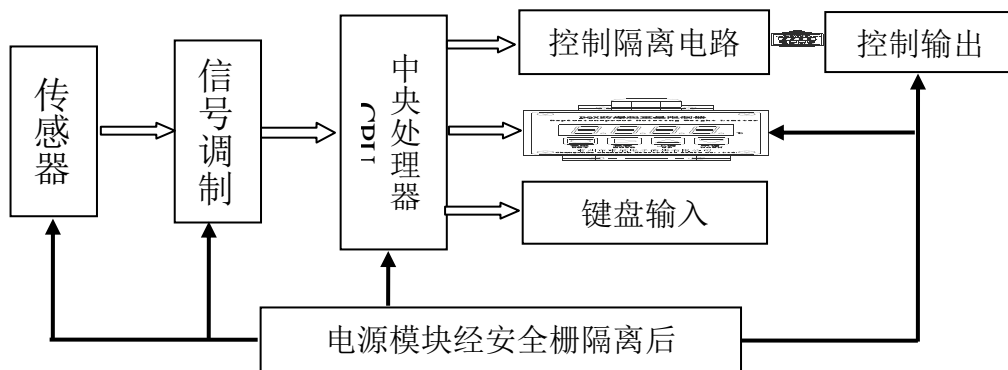 传感器
信号调制
中央处理器
CPU
控制隔离电路
控制输出
键盘输入
电源模块经安全栅隔离后